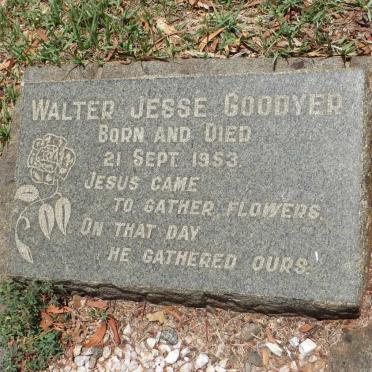 WALTER JESSE GOODYER
BORN AND DIED
21 SEPT 1953.
JESUS CAME
TO GATHER FLOWERS.
ON THAT DAY
HE GATHERED OURS.